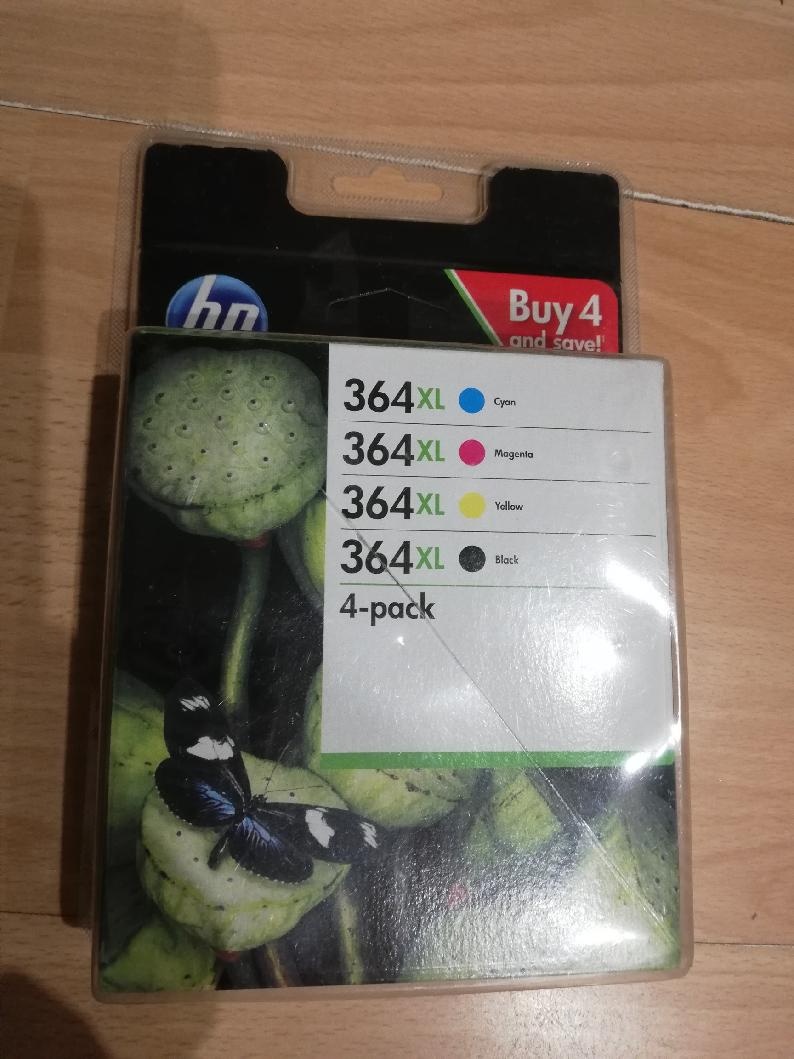 hp
Buy 4
and save!
364XL Cyan
364XL Magenta
364XL Yellow
364XL Black
4-pack